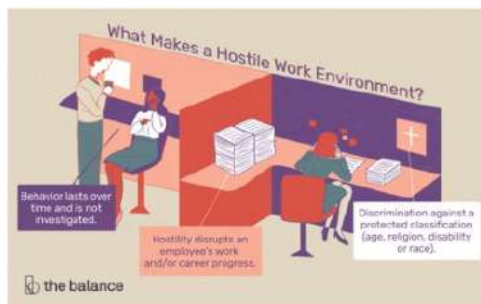 What Makes a Hostile Work Environment?
Behavior lasts over
time and is not
investigated.
Hostility disrupts an
employee's work
and/or career progress.
Discrimination against a
protected classification
(age, religion, disability
or race).
the balance